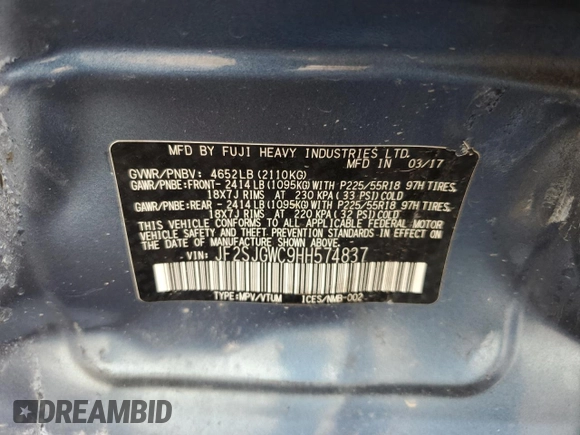 MFD BY FUJI HEAVY INDUSTRIES LTD.
MFD IN 03/17
GVWR/PNBV: 4652LB(2110KG)
GAWR/PNBE:FRONT-2414LB(1095KG)WITH P225/55R18 97H TIRES,
18X7J RIMS AT 230 KPA(33 PSI)COLD
GAWR/PNBE:REAR -2414LB(1095KG)WITH P225/55R18 97H TIRES,
18X7J RIMS AT 220 KPA(32 PSI)COLD
THIS VEHICLE CONFORMS TO ALL APPLICABLE FEDERAL MOTOR
VEHICLE SAFETY, BUMPER, AND THEFT PREVENTION STANDARDS
IN EFFECT ON THE DATE OF MANUFACTURE SHOWN ABOVE.
VIN: JF2SJGWC9HH574837
TYPE:MPV/VTUM ICES/NMB-002
DREAMBID